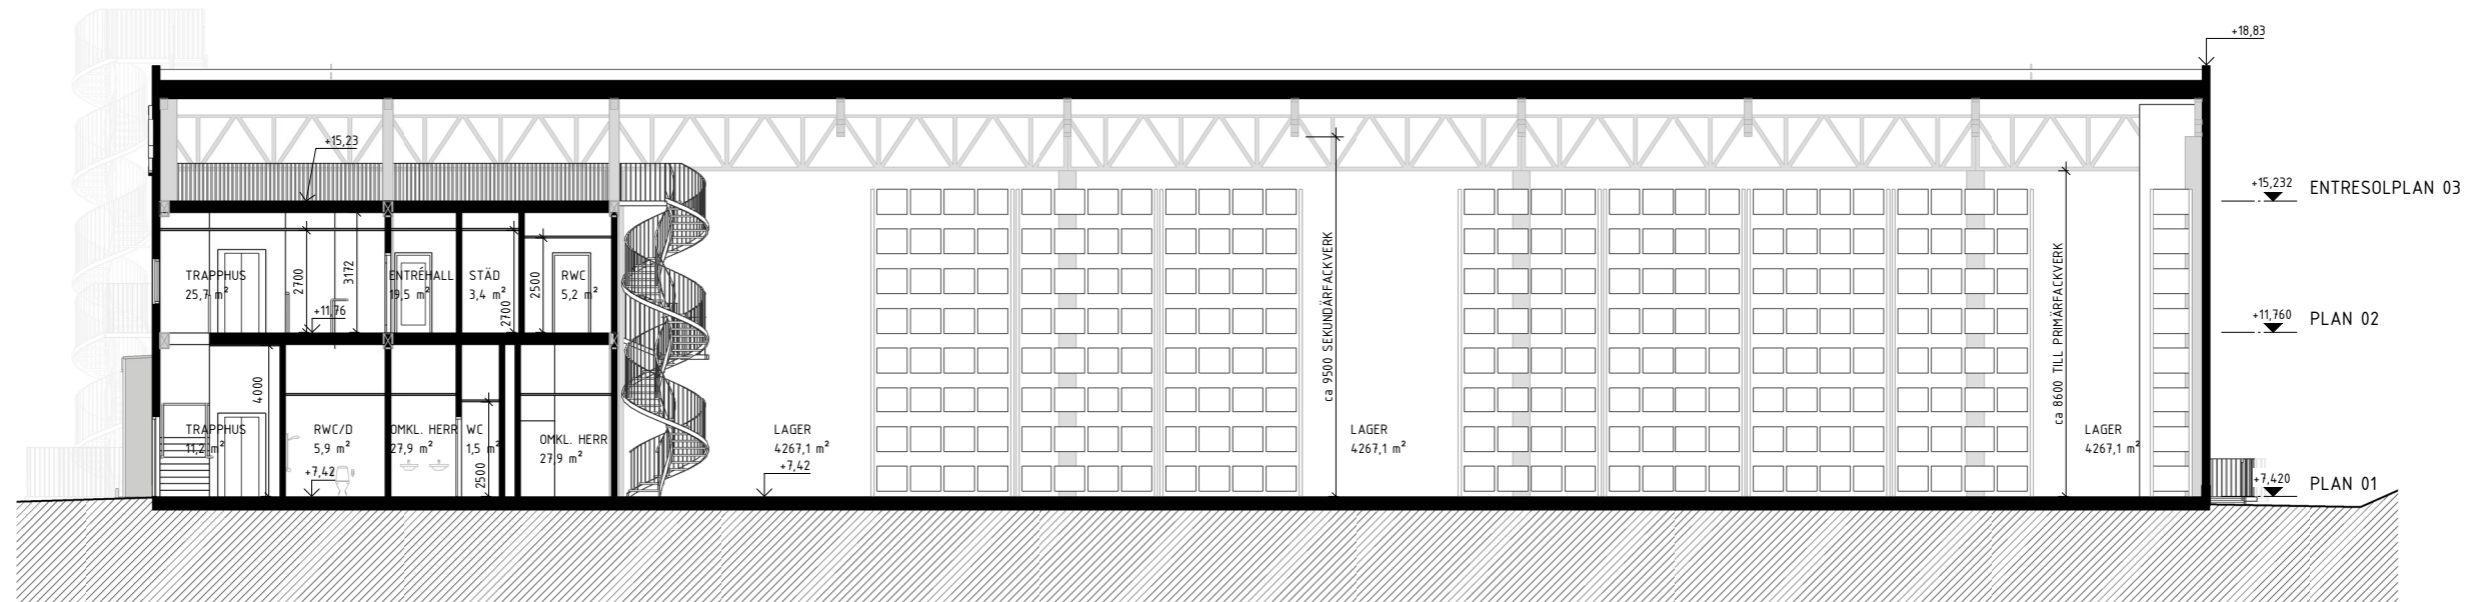 +18,83
+15,23
+15,232
ENTRESOLPLAN 03
TRAPPHUS
25,7 m²
2700
3172
ENTRÉHALL
19,5 m²
STÄD
3,4 m²
2700
2500
RWC
5,2 m²
+11,76
+11,760
PLAN 02
ca 9500 SEKUNDÄRFACKVERK
ca 8600 TILL PRIMÄRFACKVERK
4000
TRAPPHUS
11,2 m²
RWC/D
5,9 m²
+7,42
OMKL. HERR
27,9 m²
WC
1,5 m²
2500
OMKL. HERR
27,9 m²
LAGER
4267,1 m²
+7,42
LAGER
4267,1 m²
LAGER
4267,1 m²
+7,420
PLAN 01